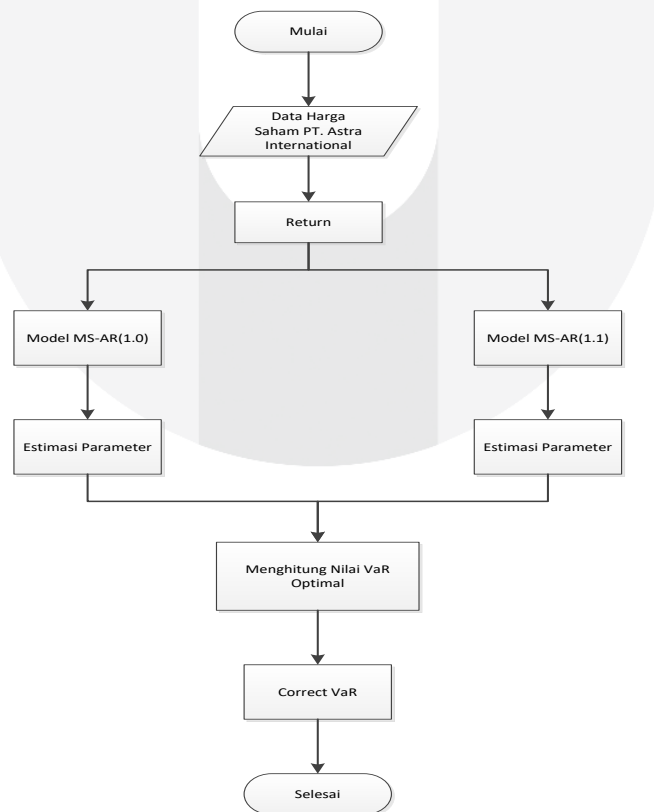 Mulai
Data Harga
Saham PT. Astra
International
Return
Model MS-AR(1.0)
Model MS-AR(1.1)
Estimasi Parameter
Estimasi Parameter
Menghitung Nilai VaR
Optimal
Correct VaR
Selesai